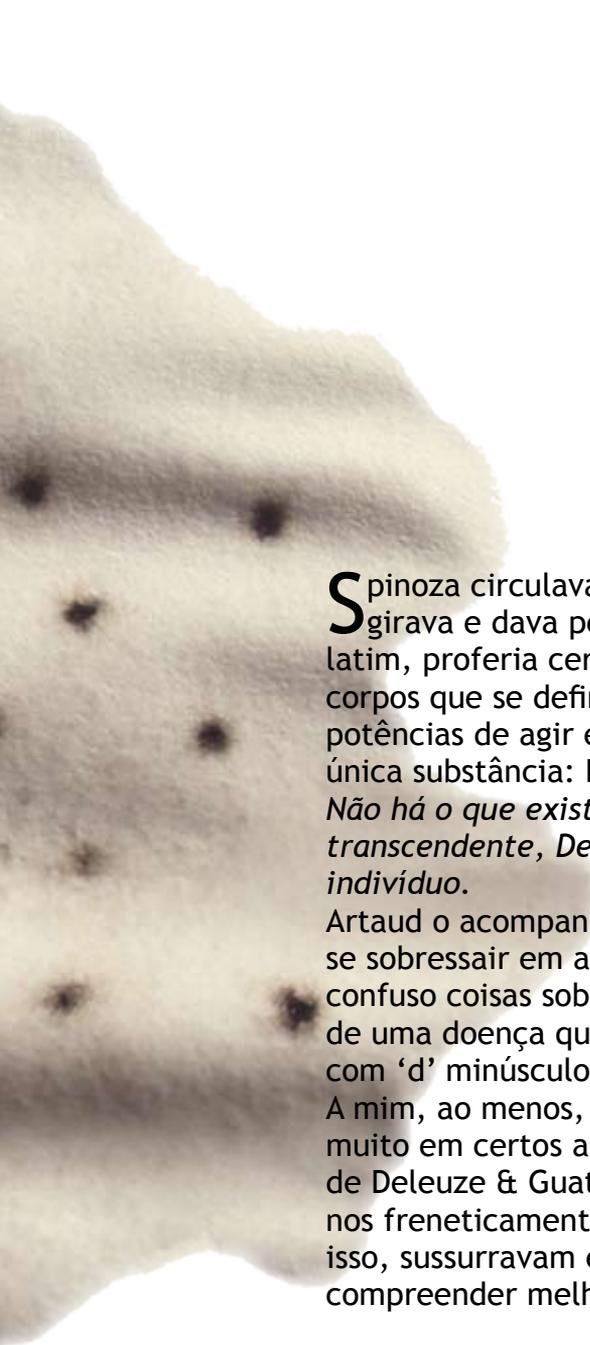 Spinoza circulava
girava e dava po
latim, proferia cer
corpos que se defin
potências de agir e
única substância:
Não há o que exist
transcendente, De
indivíduo.
Artaud o acompan
se sobressair em a
confuso coisas sob
de uma doença qu
com ‘d’ minúsculo
A mim, ao menos,
muito em certos a
de Deleuze & Guat
nos freneticament
isso, sussurravam e
compreender melh